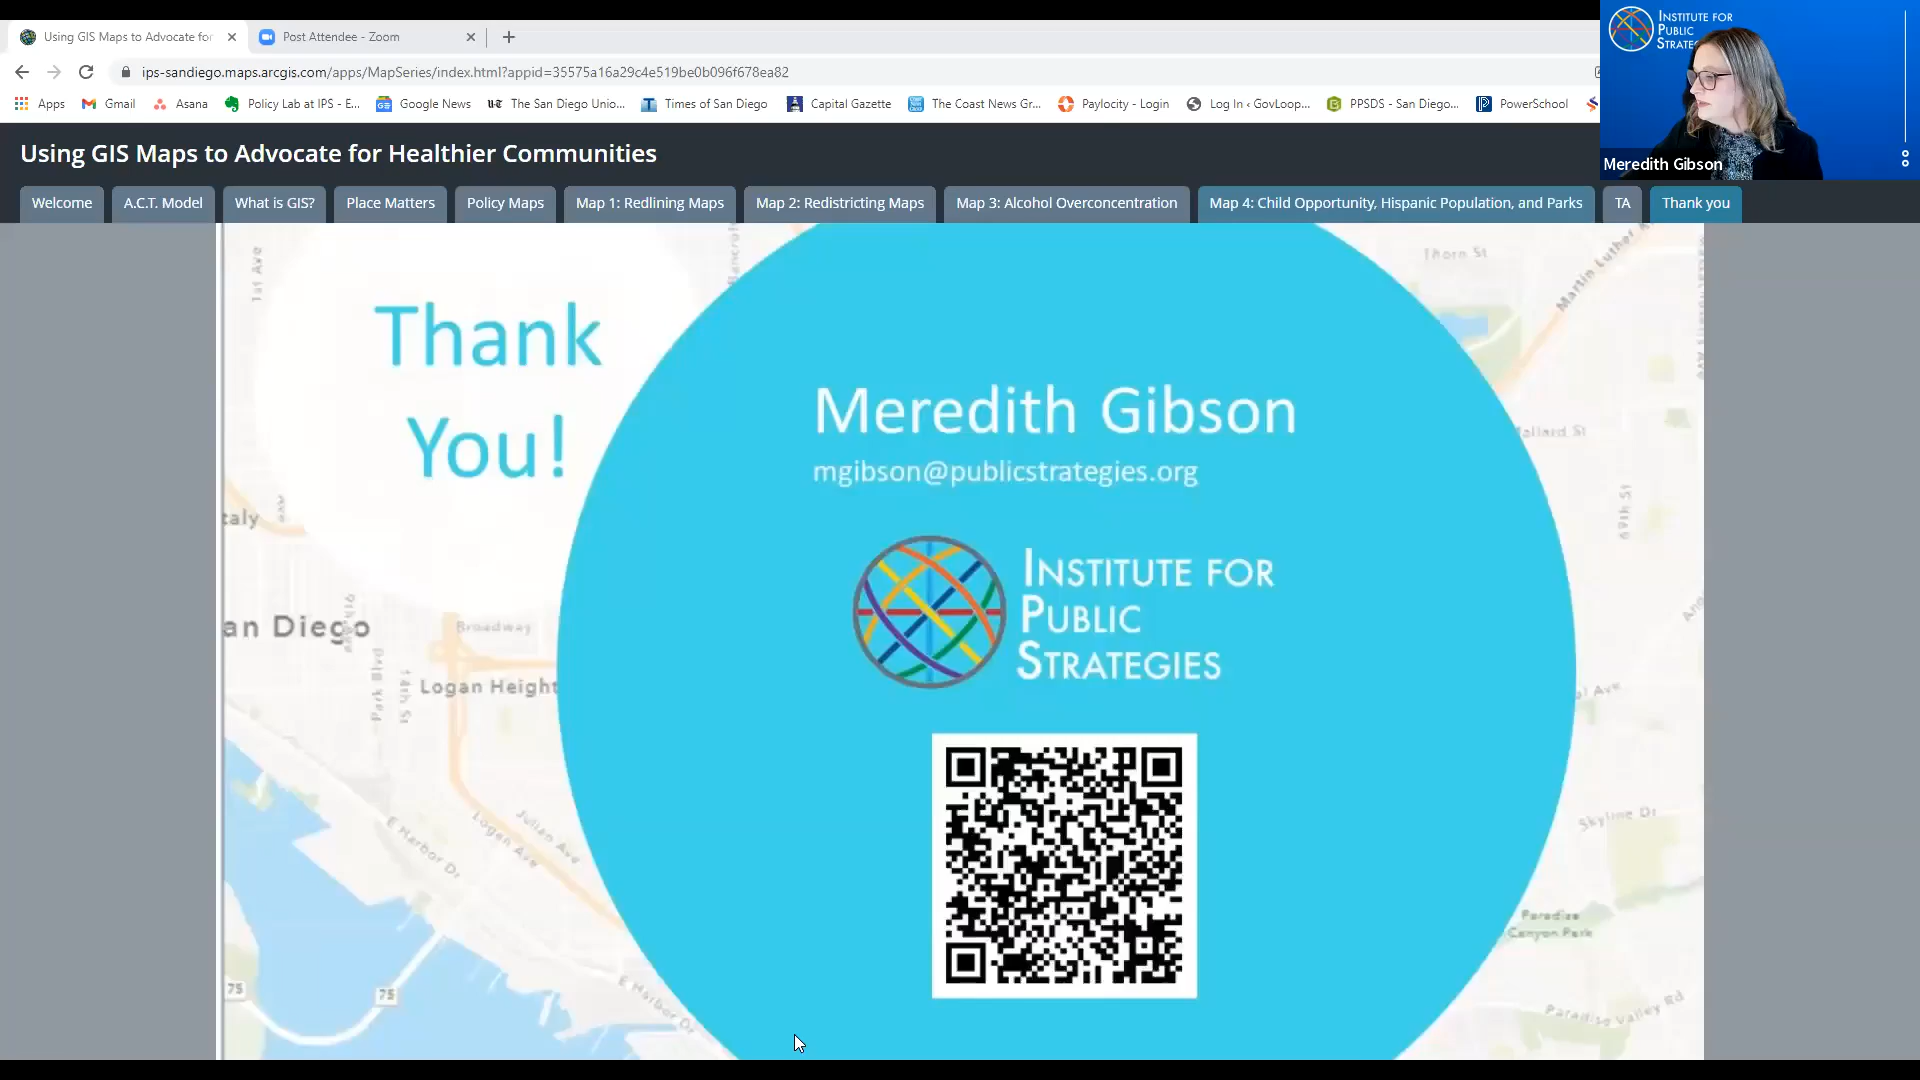 Using GIS Maps to Advocate for
Post Attendee - Zoom
ips-sandiego.maps.arcgis.com/apps/MapSeries/index.html?appid=35575a16a29c4e519be0b096f678ea82
Apps
Gmail
Asana
Policy Lab at IPS - E...
Google News
The San Diego Unio...
Times of San Diego
Capital Gazette
The Coast News Gr...
Paylocity - Login
Log In ‹ GovLoop...
PPSDS - San Diego...
PowerSchool
INSTITUTE FOR
PUBLIC
Meredith Gibson
Using GIS Maps to Advocate for Healthier Communities
Welcome
A.C.T. Model
What is GIS?
Place Matters
Policy Maps
Map 1: Redlining Maps
Map 2: Redistricting Maps
Map 3: Alcohol Overconcentration
Map 4: Child Opportunity, Hispanic Population, and Parks
TA
Thank you
Thank
You!
Meredith Gibson
mgibson@publicstrategies.org
INSTITUTE FOR
PUBLIC
STRATEGIES
Thorn St
69th St
an Diego
Broadway
Park Blvd
14th St
Logan Height
E Harbor Dr
Logan Ave
Julian Ave
Skyline Dr
Paradise
Canyon Park
75
75
E Harbor Dr
Paradise Valley Rd